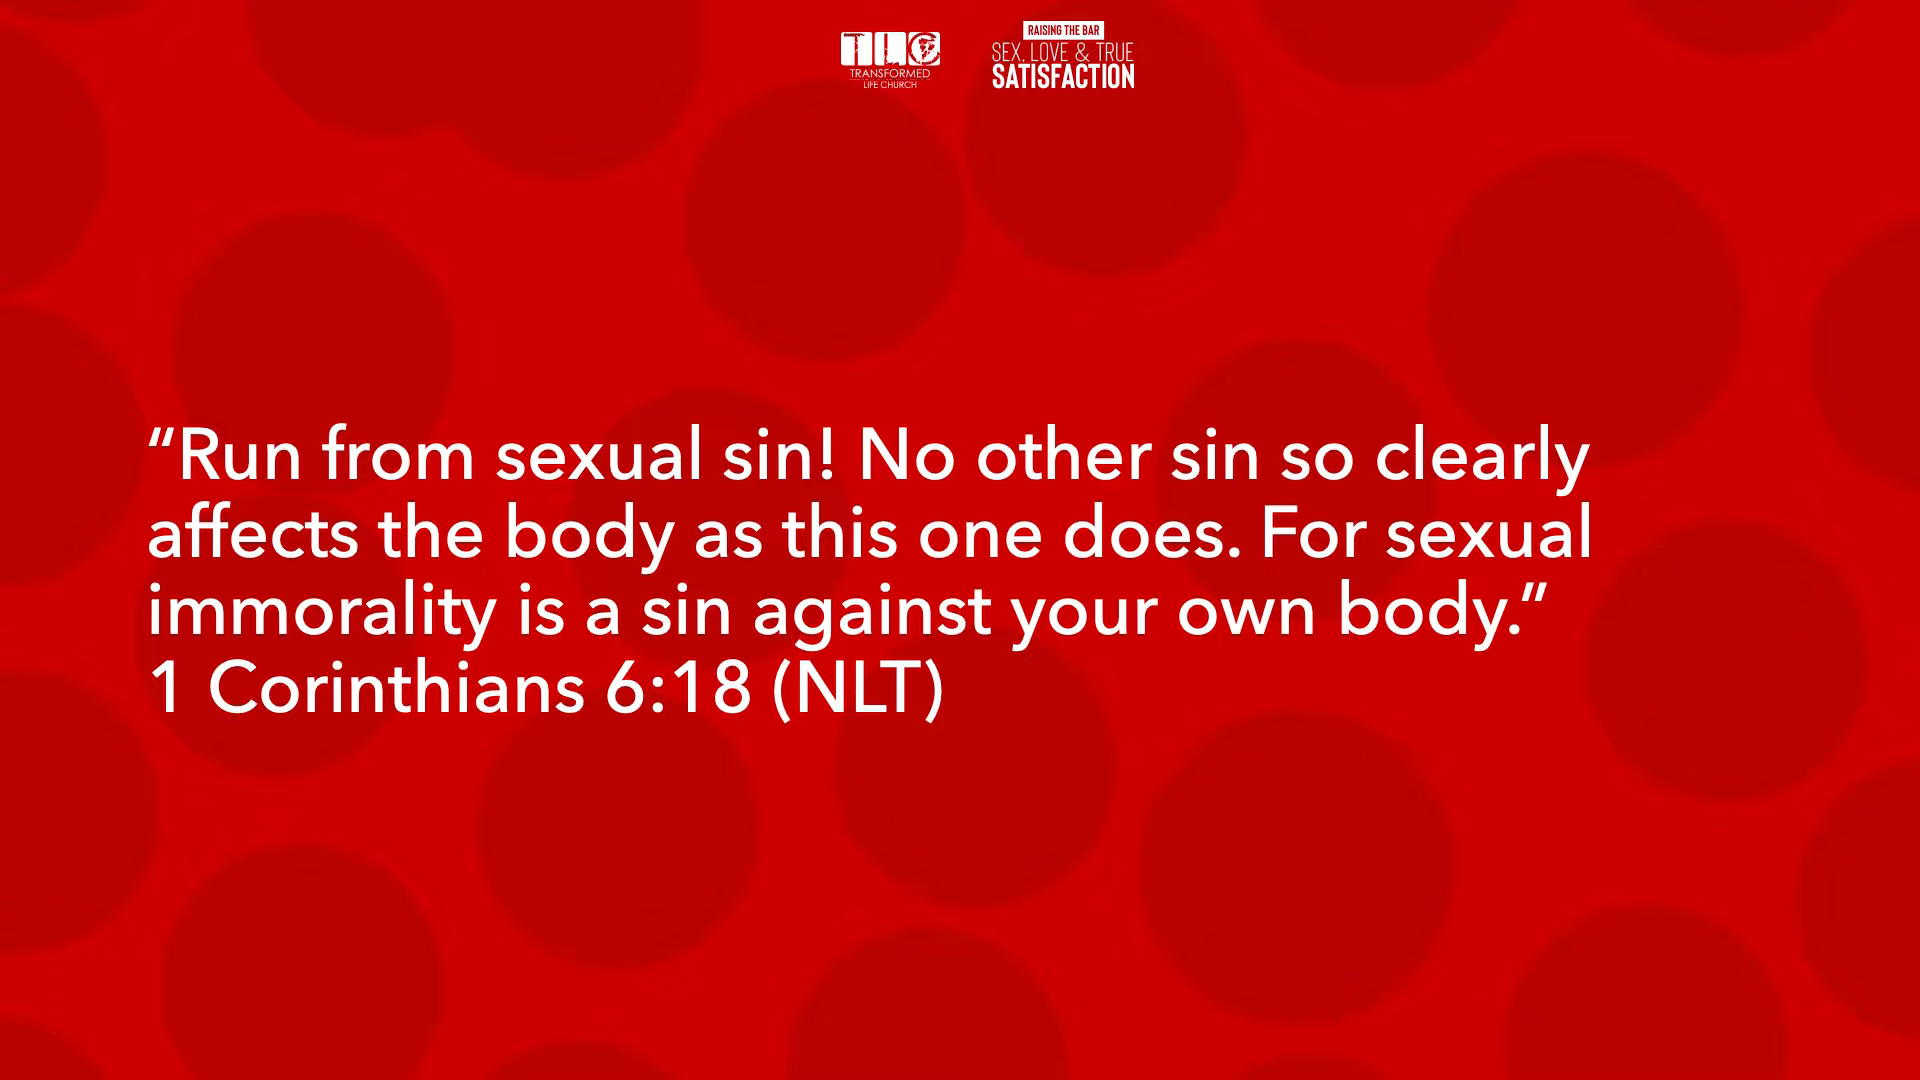 TLC
TRANSFORMED
LIFE CHURCH
RAISING THE BAR
SEX, LOVE & TRUE
SATISFACTION
“Run from sexual sin! No other sin so clearly
affects the body as this one does. For sexual
immorality is a sin against your own body.”
1 Corinthians 6:18 (NLT)